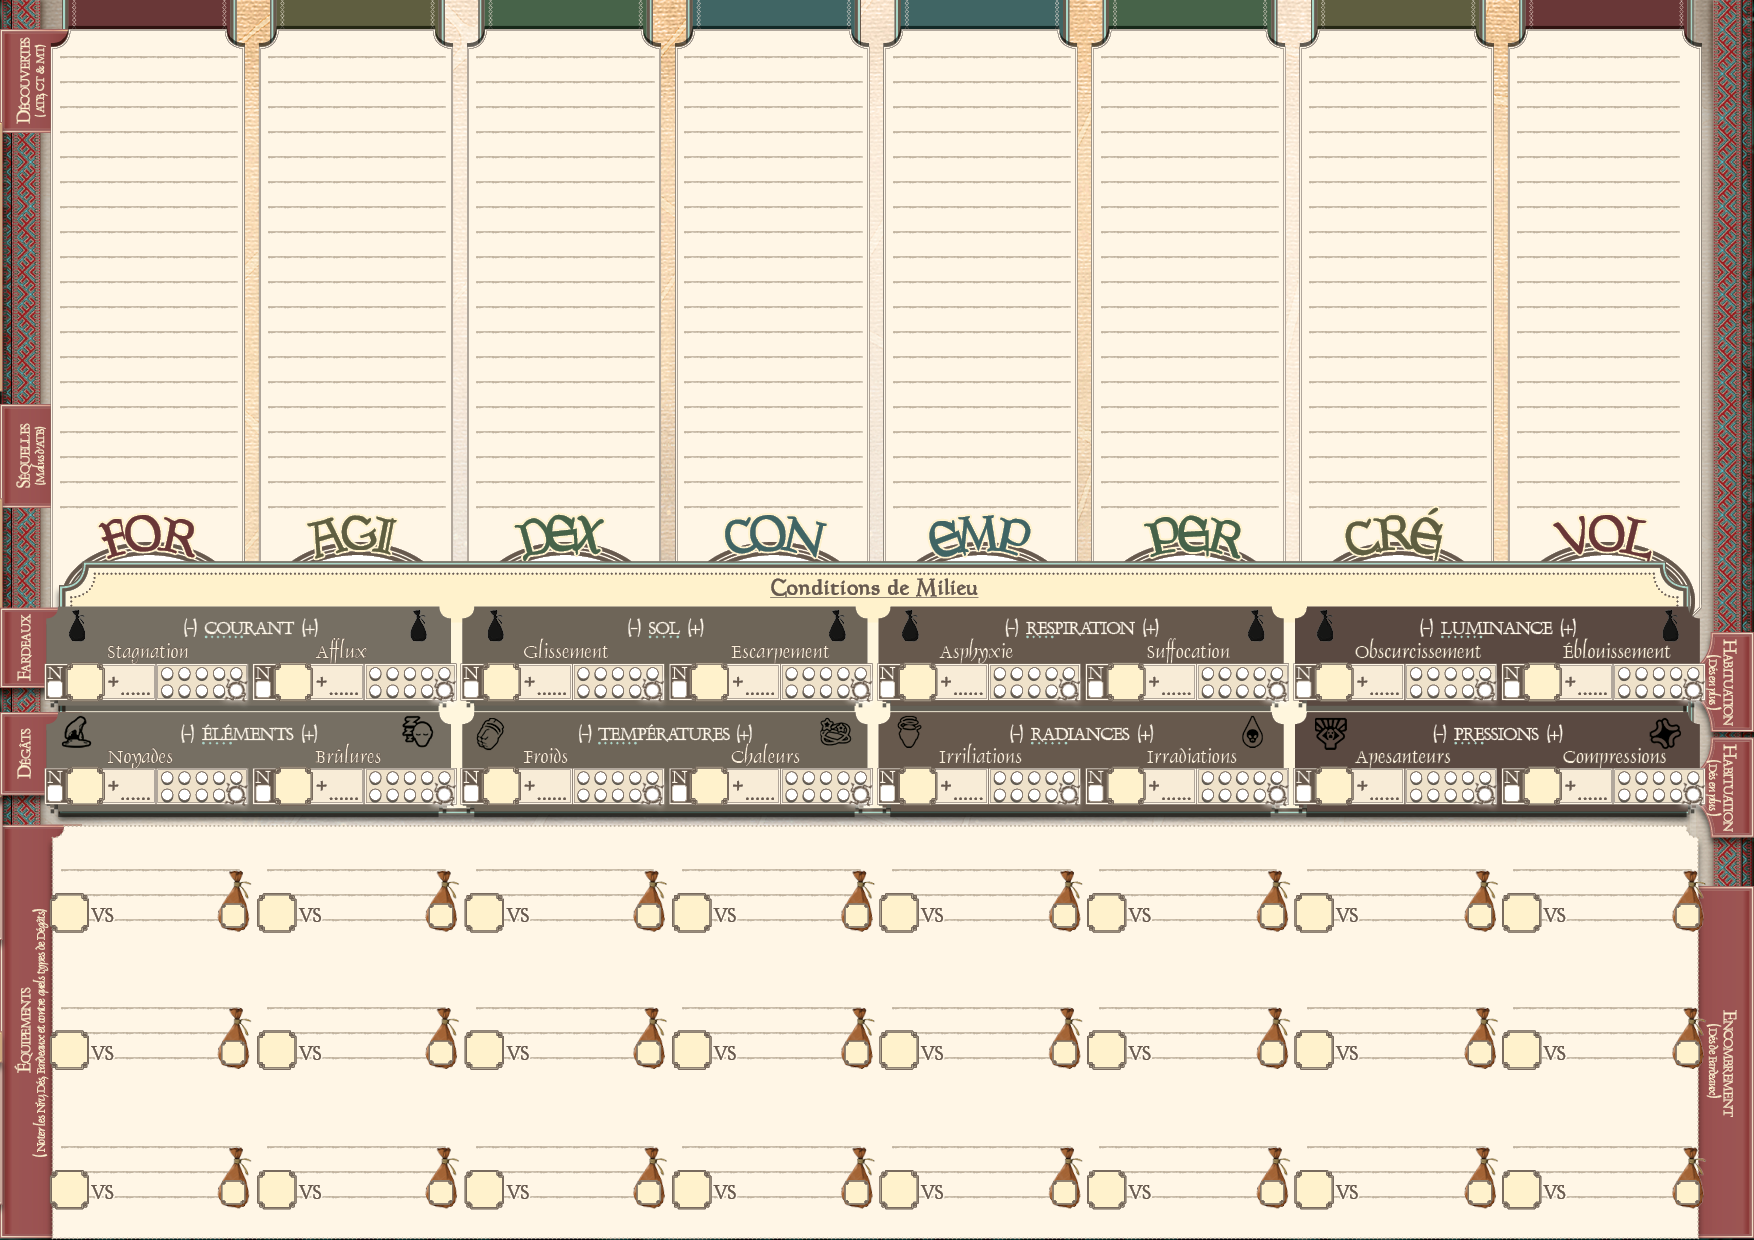 DÉCOUVERTES
(ATB, CT & MT)
SÉQUELLES
(Malus d'ATB)
FOR AGI DEX CON EMP PER CRÉ VOL
Conditions de Milieu
FARDEAUX
(-) COURANT (+) (-) SOL (+) (-) RESPIRATION (+) (-) LUMINANCE (+)
Stagnation Afflux Glissement Escarpement Asphyxie Suffocation Obscurcissement Éblouissement
N +...... N +...... N +...... N +...... N +...... N +...... N +...... N +......
HABITUATION
(Dés en plus)
DÉGÂTS
(-) ÉLÉMENTS (+) (-) TEMPÉRATURES (+) (-) RADIANCES (+) (-) PRESSIONS (+)
Noyades Brûlures Froids Chaleurs Irriliations Irradiations Apesanteurs Compressions
N +...... N +...... N +...... N +...... N +...... N +...... N +...... N +......
HABITUATION
(Dés en plus)
ÉQUIPEMENTS
(Noter les Nru, Dés, Fardeaux et contre quels types de Dégâts)
VS VS VS VS VS VS VS VS
VS VS VS VS VS VS VS VS
VS VS VS VS VS VS VS VS
ENCOMBREMENT
(Dés de Fardeaux)